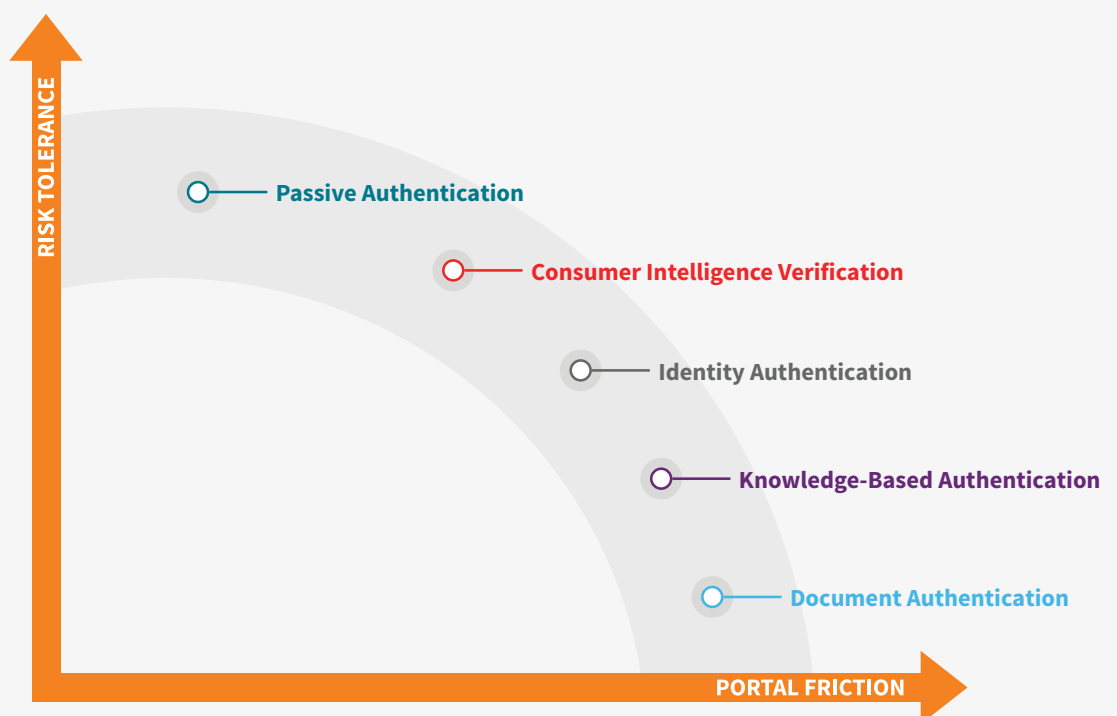 RISK TOLERANCE
Passive Authentication
Consumer Intelligence Verification
Identity Authentication
Knowledge-Based Authentication
Document Authentication
PORTAL FRICTION